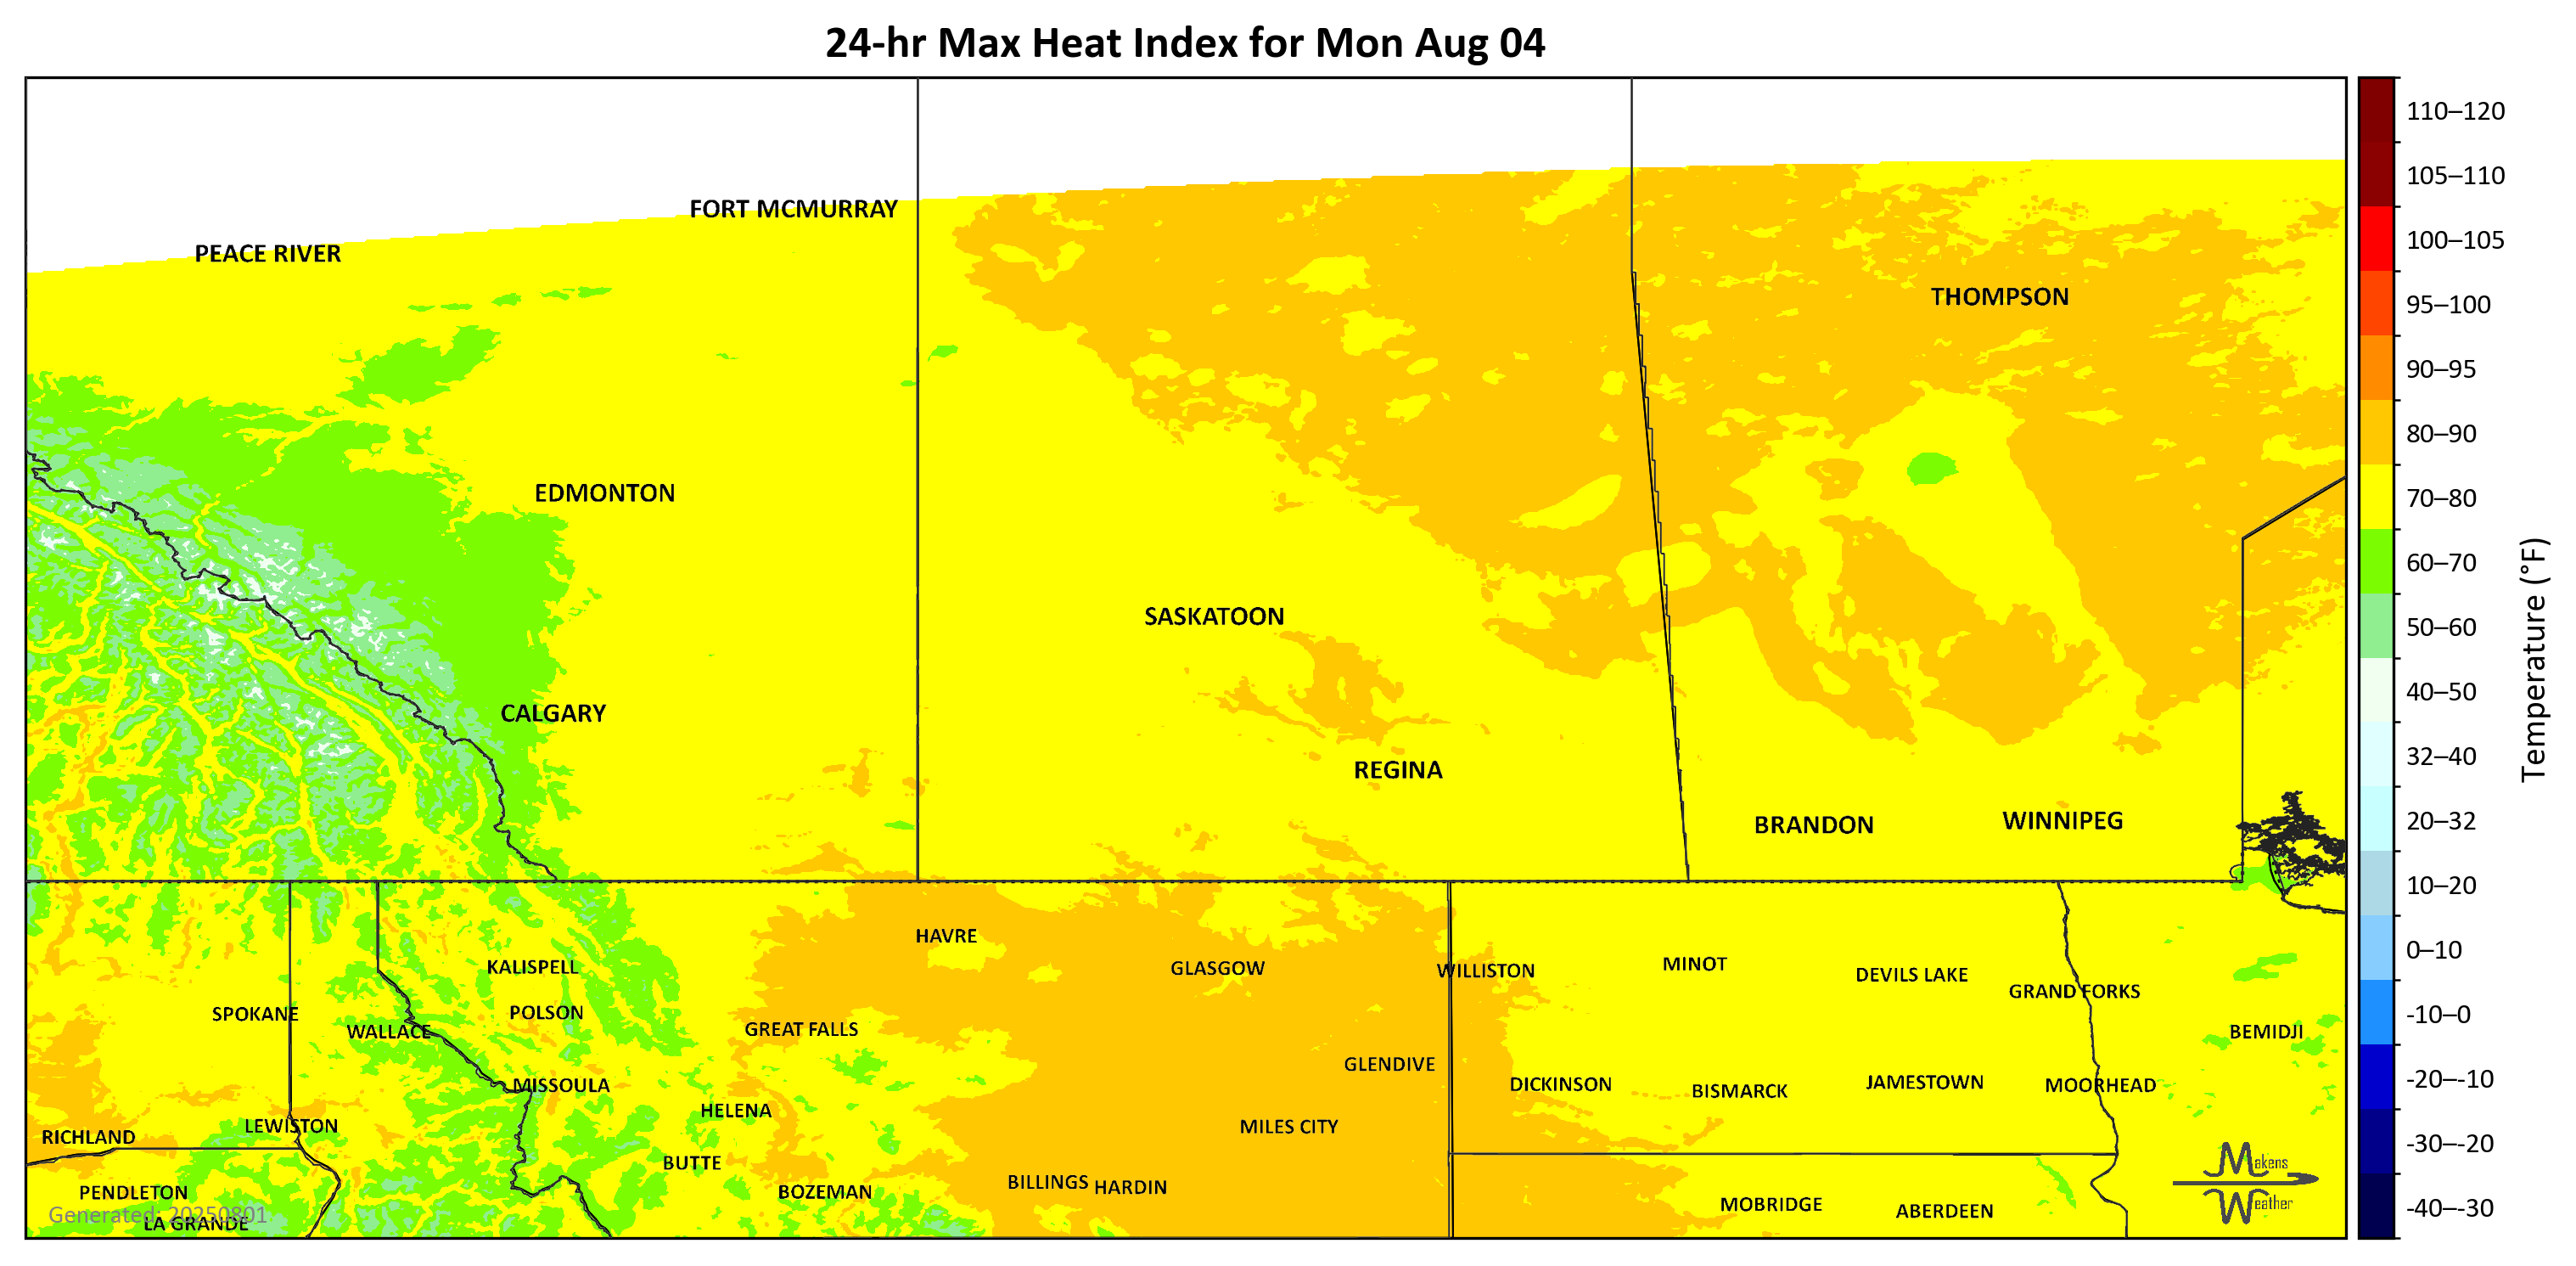 24-hr Max Heat Index for Mon Aug 04
FORT MCMURRAY
PEACE RIVER
THOMPSON
EDMONTON
SASKATOON
CALGARY
REGINA
BRANDON
WINNIPEG
HAVRE
KALISPELL
GLASGOW
WILLISTON
MINOT
DEVILS LAKE
GRAND FORKS
SPOKANE
POLSON
WALLACE
GREAT FALLS
BEMIDJI
GLENDIVE
MISSOULA
DICKINSON
BISMARCK
JAMESTOWN
MOORHEAD
HELENA
LEWISTON
MILES CITY
RICHLAND
BUTTE
BILLINGS
HARDIN
PENDLETON
BOZEMAN
MOBRIDGE
ABERDEEN
LA GRANDE
Generated: 20250801
Makens
Weather
110–120
105–110
100–105
95–100
90–95
80–90
70–80
60–70
50–60
40–50
32–40
20–32
10–20
0–10
-10–0
-20–-10
-30–-20
-40–-30
Temperature (°F)